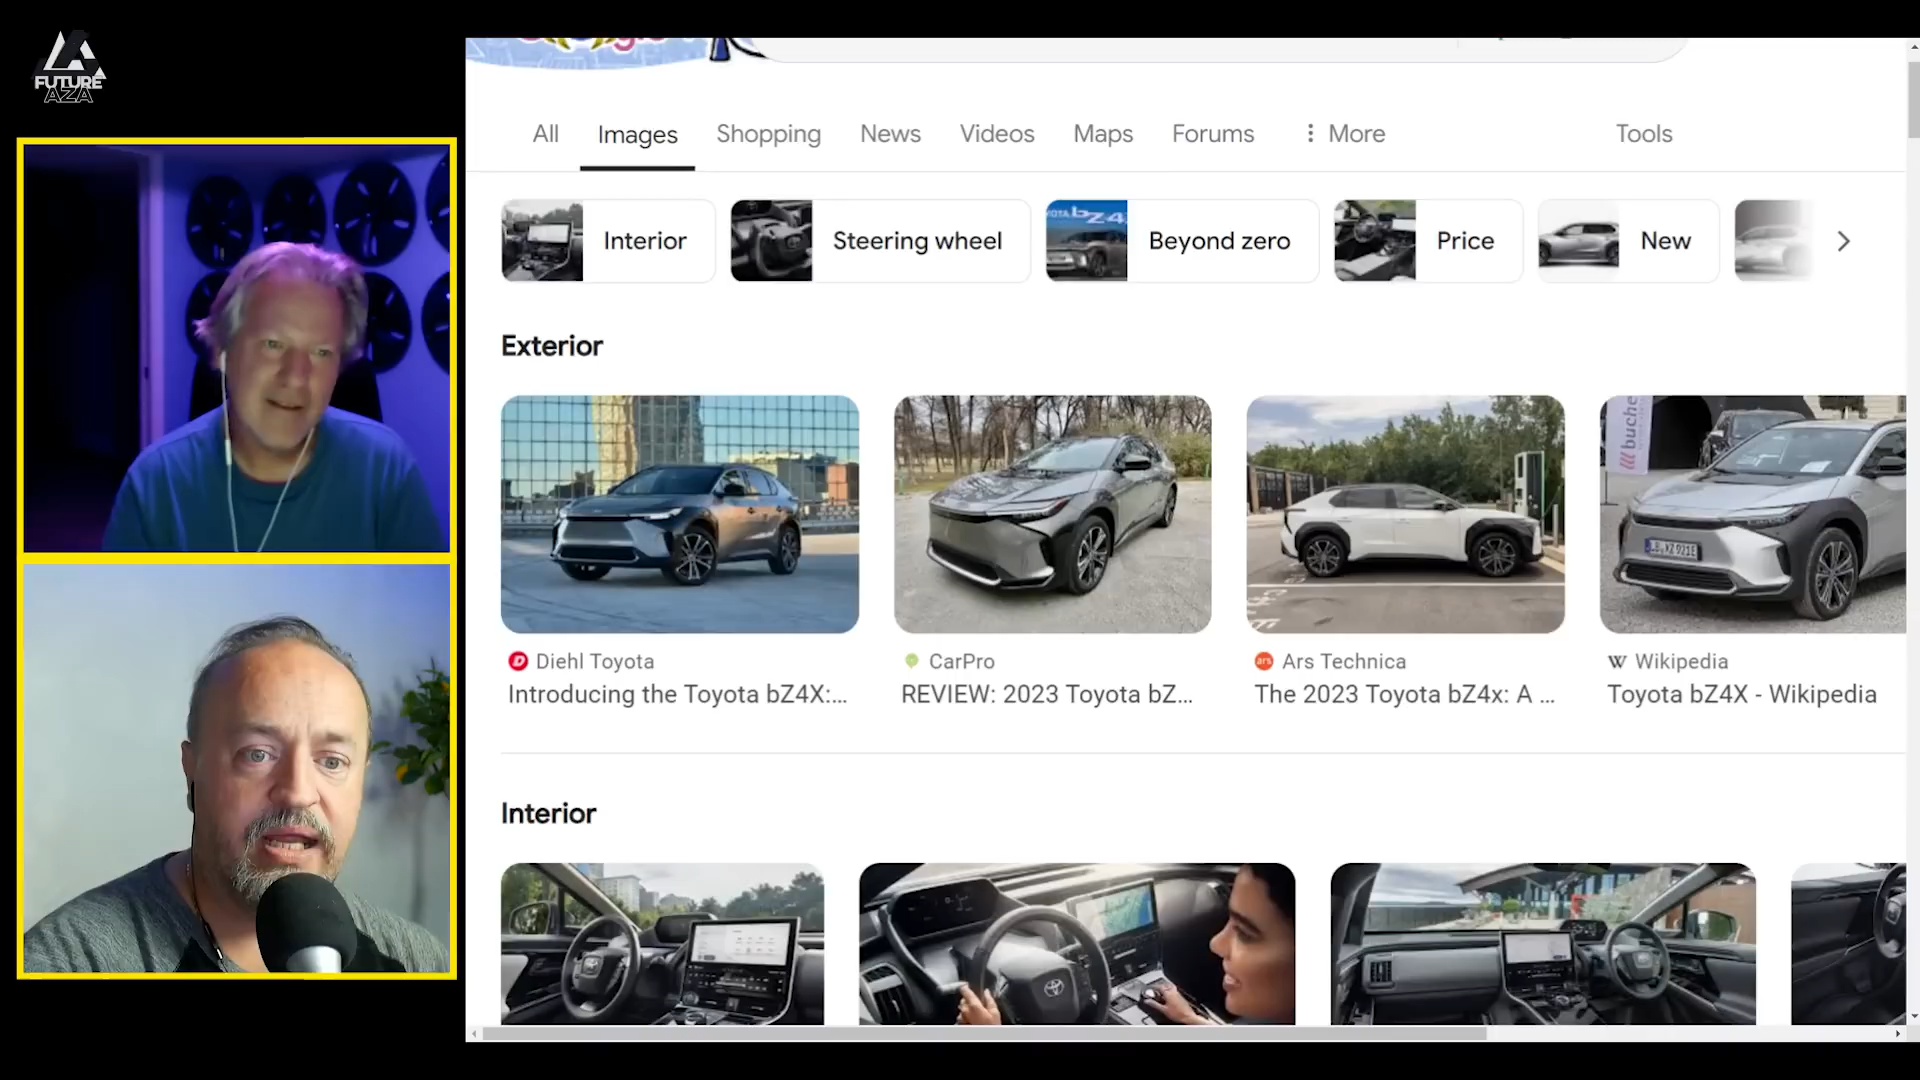 FUTURE
AZA
All Images Shopping News Videos Maps Forums More Tools
Interior Steering wheel Beyond zero Price New
Exterior
Diehl Toyota CarPro Ars Technica Wikipedia
Introducing the Toyota bZ4X:... REVIEW: 2023 Toyota bZ... The 2023 Toyota bZ4x: A ... Toyota bZ4X - Wikipedia
Interior